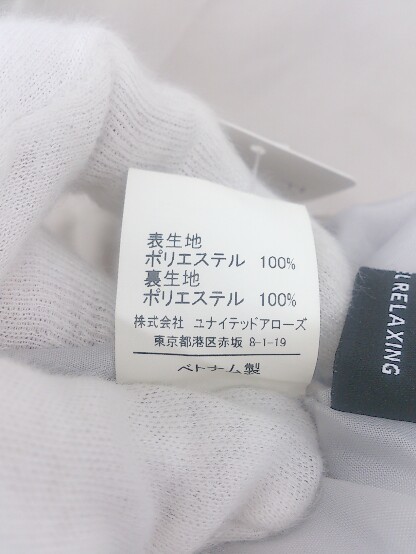 表生地
ポリエステル 100%
裏生地
ポリエステル 100%
株式会社 ユナイテッドアローズ
東京都港区赤坂 8-1-19
ベトナム製
RELAXING